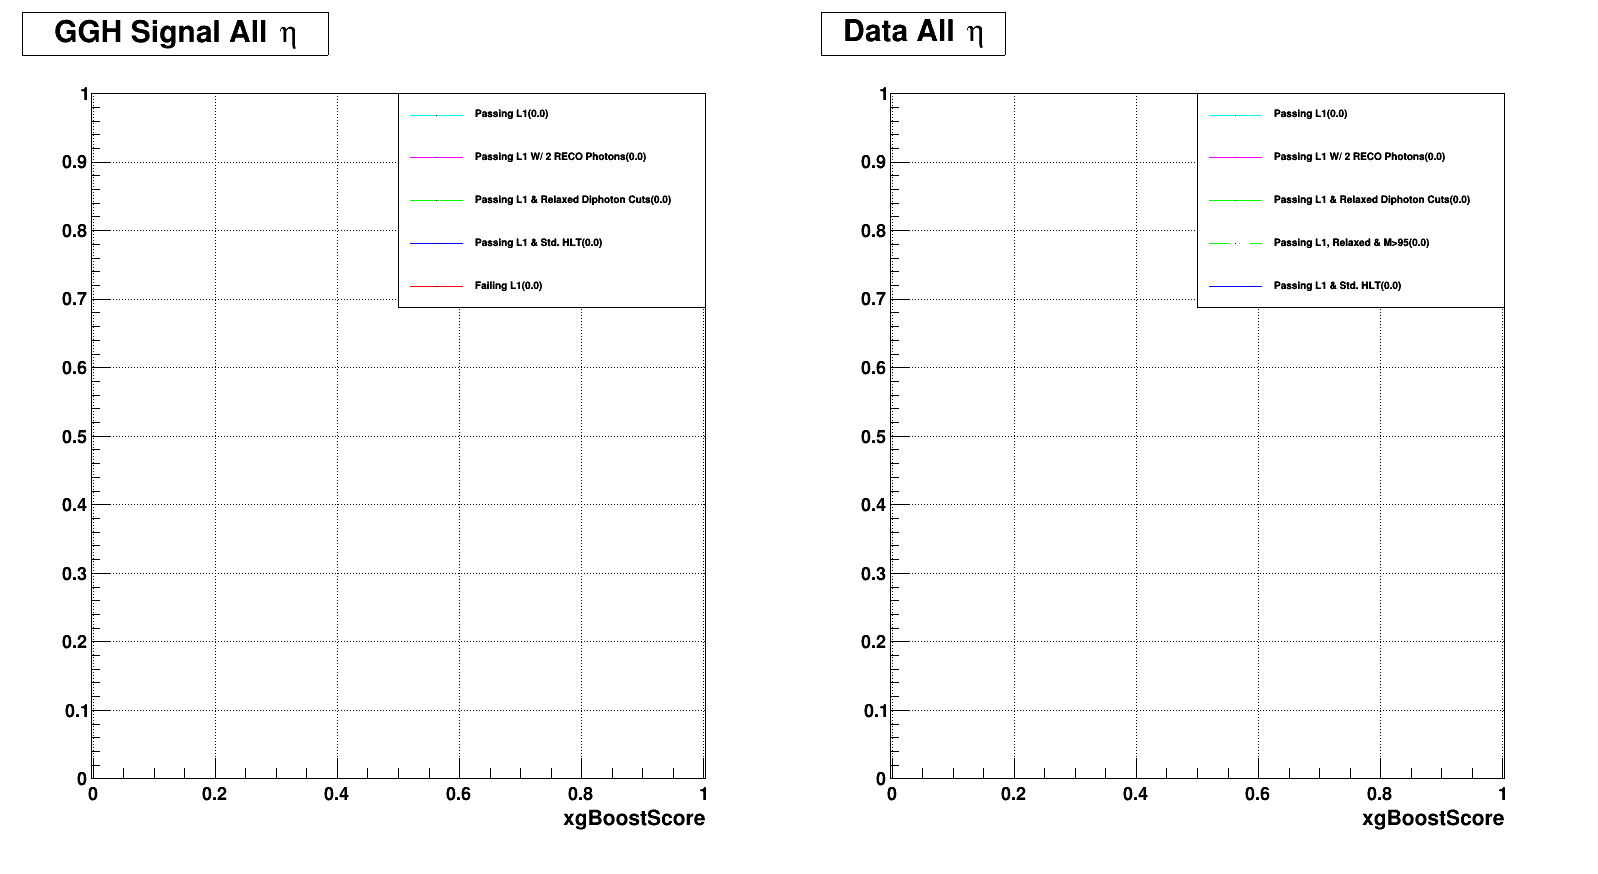 GGH Signal All η
1
0.9
0.8
0.7
0.6
0.5
0.4
0.3
0.2
0.1
0
Passing L1(0.0)
Passing L1 W/ 2 RECO Photons(0.0)
Passing L1 & Relaxed Diphoton Cuts(0.0)
Passing L1 & Std. HLT(0.0)
Failing L1(0.0)
0 0.2 0.4 0.6 0.8 1
xgBoostScore
Data All η
1
0.9
0.8
0.7
0.6
0.5
0.4
0.3
0.2
0.1
0
Passing L1(0.0)
Passing L1 W/ 2 RECO Photons(0.0)
Passing L1 & Relaxed Diphoton Cuts(0.0)
Passing L1, Relaxed & M>95(0.0)
Passing L1 & Std. HLT(0.0)
0 0.2 0.4 0.6 0.8 1
xgBoostScore